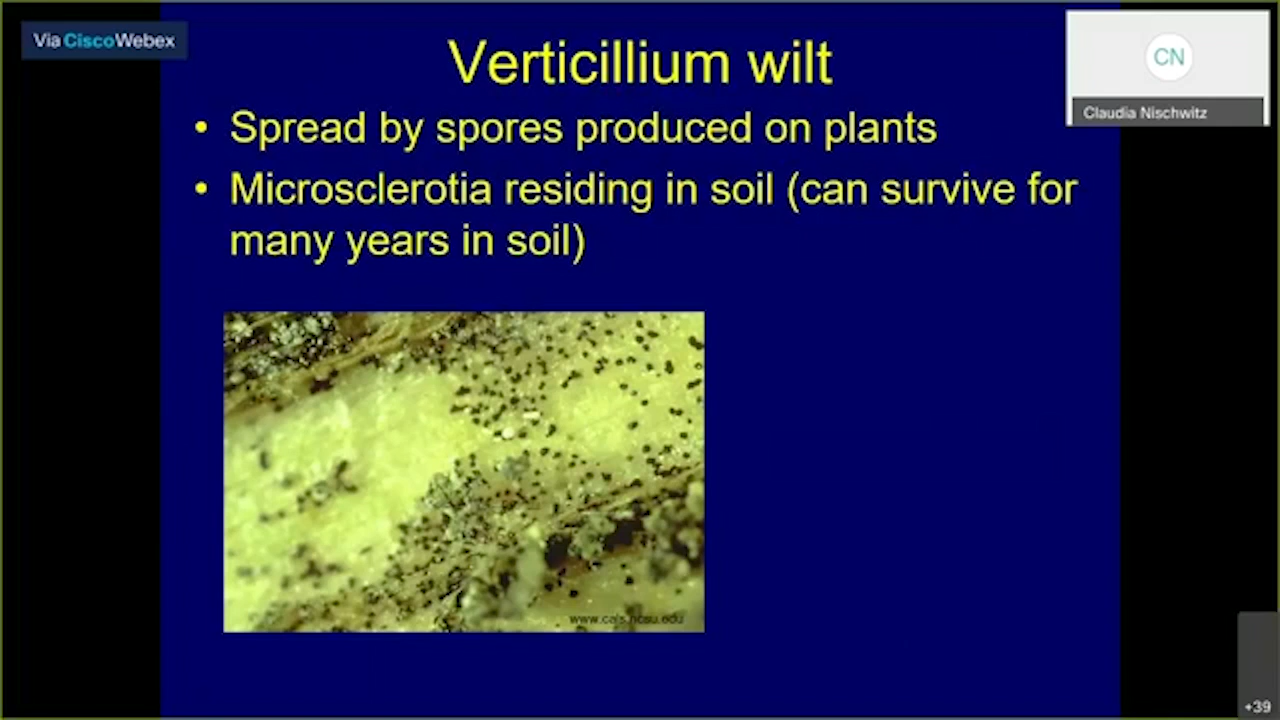 Via CiscoWebex
Verticillium wilt
CN
Claudia Nischwitz
• Spread by spores produced on plants
• Microsclerotia residing in soil (can survive for
many years in soil)
www.cals.ncsu.edu
+39